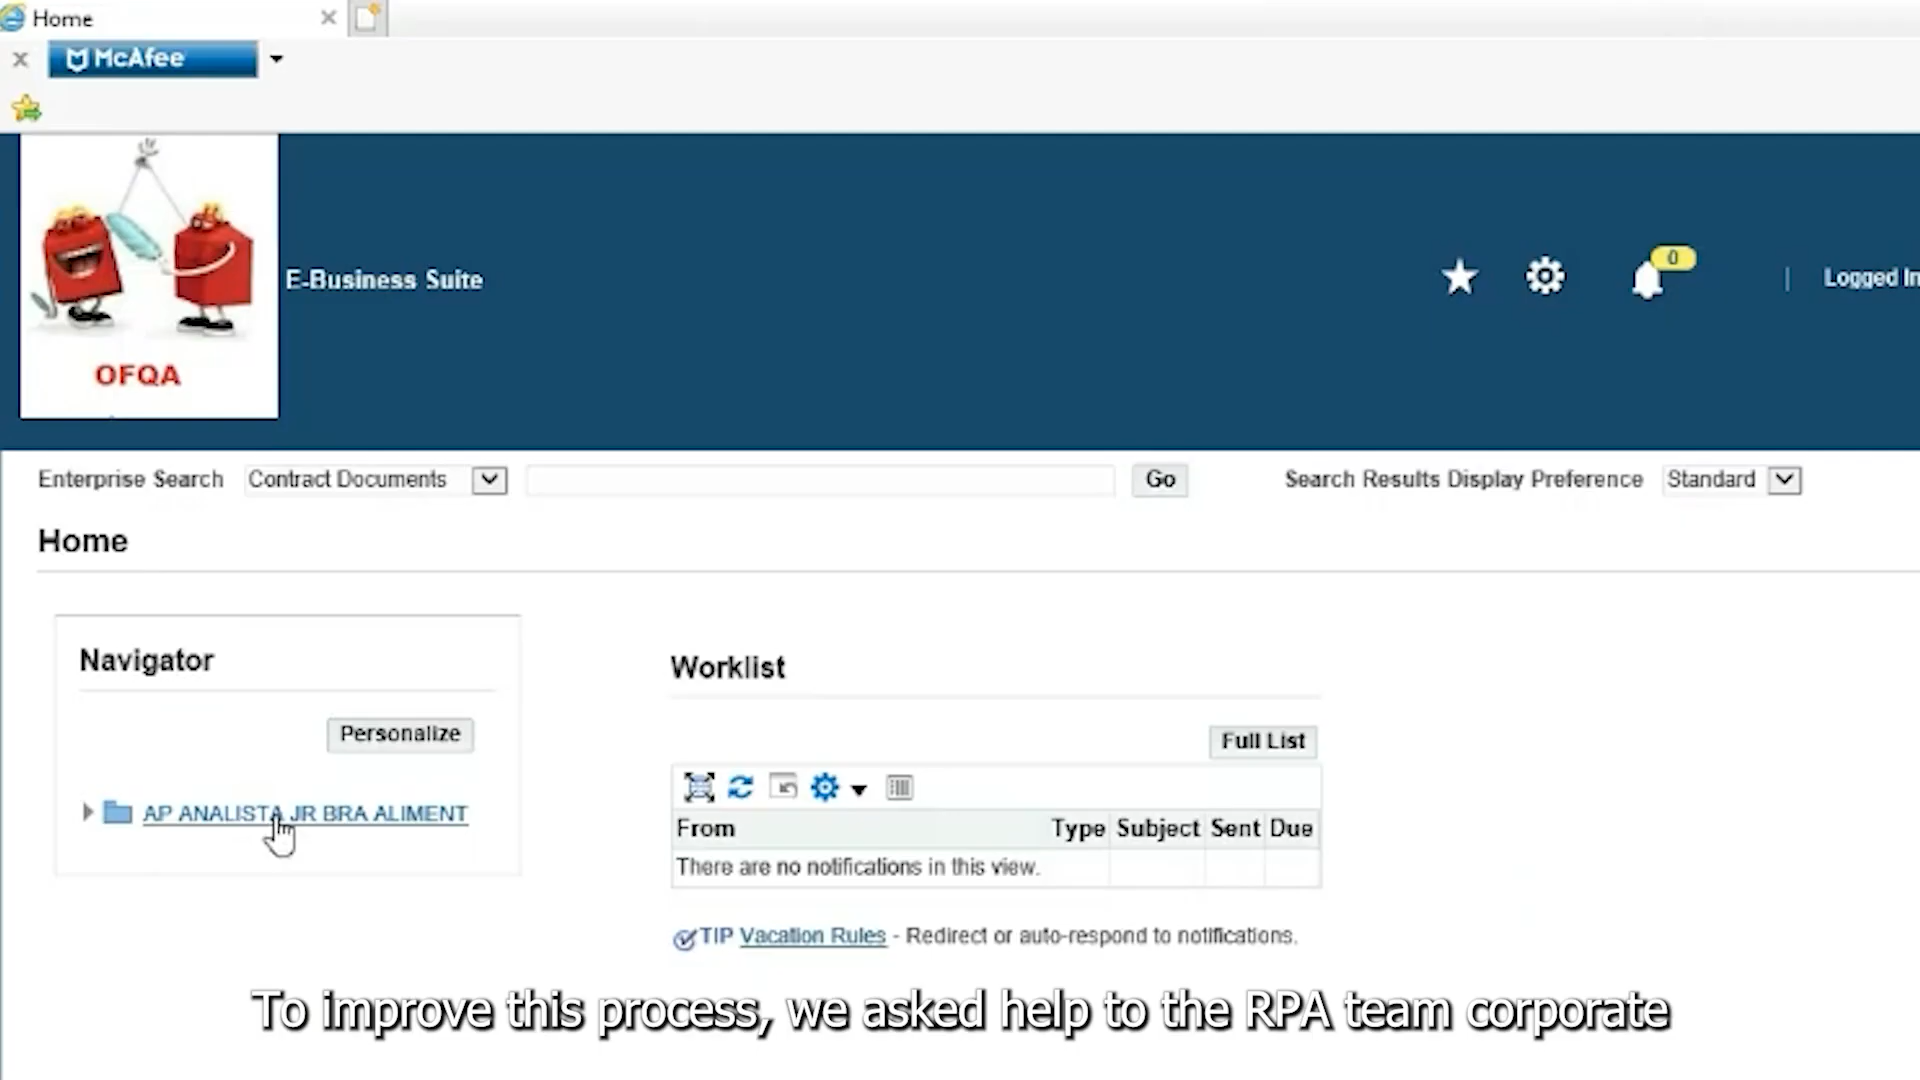 Home
McAfee
OFQA
E-Business Suite
0
Logged In
Enterprise Search Contract Documents Go Search Results Display Preference Standard
Home
Navigator
Personalize
AP ANALISTA JR BRA ALIMENT
Worklist
Full List
From Type Subject Sent Due
There are no notifications in this view.
TIP Vacation Rules - Redirect or auto-respond to notifications.
To improve this process, we asked help to the RPA team corporate